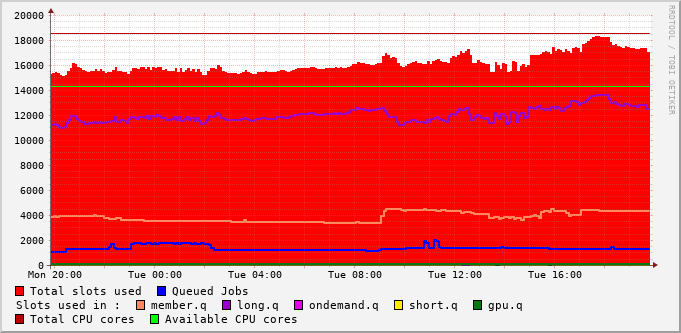 20000
18000
16000
14000
12000
10000
8000
6000
4000
2000
0
Mon 20:00 Tue 00:00 Tue 04:00 Tue 08:00 Tue 12:00 Tue 16:00
Total slots used Queued Jobs
Slots used in : member.q long.q ondemand.q short.q gpu.q
Total CPU cores Available CPU cores
RRDTOOL / TOBI OETIKER